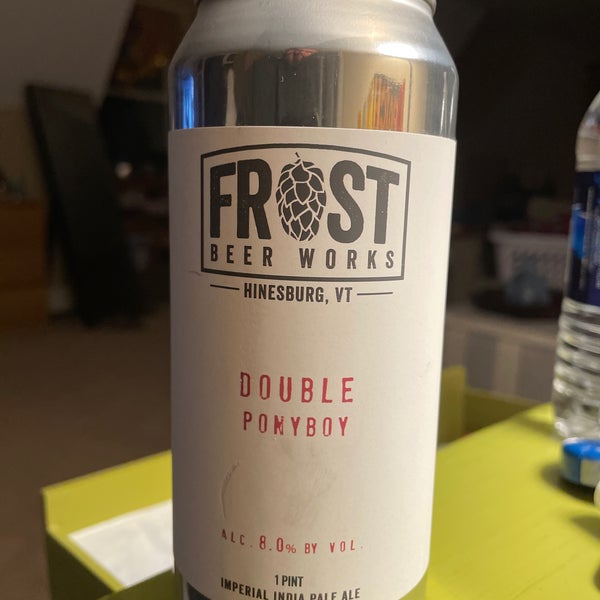 FROST
BEER WORKS
HINESBURG, VT
DOUBLE
PONYBOY
ALC. 8.0% BY VOL.
1 PINT
IMPERIAL INDIA PALE ALE